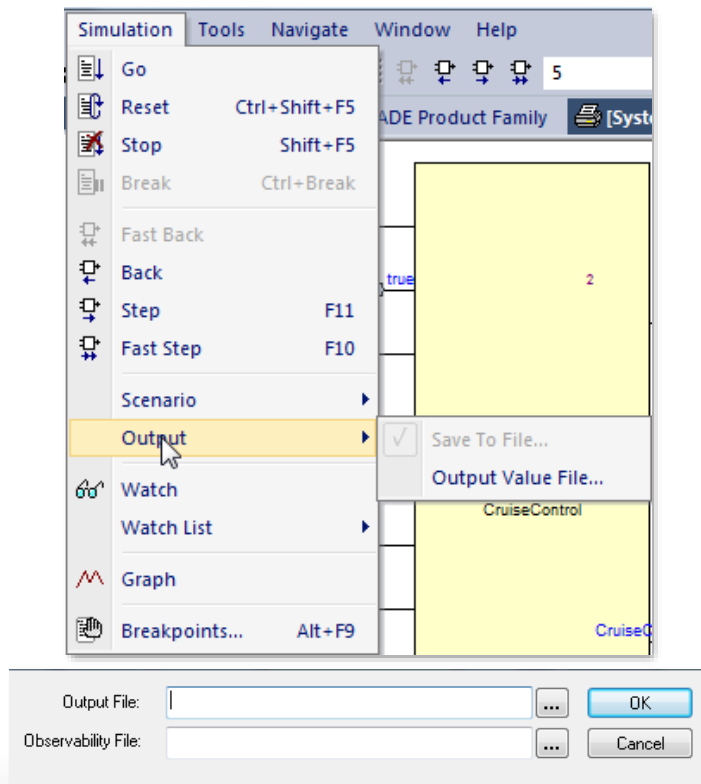 Simulation Tools Navigate Window Help
Go
5
Reset Ctrl+Shift+F5
ADE Product Family [Syst
Stop Shift+F5
Break Ctrl+Break
Fast Back
Back
true
2
Step F11
Fast Step F10
Scenario
Output
Save To File...
Output Value File...
Watch
CruiseControl
Watch List
Graph
Breakpoints... Alt+F9
CruiseC
Output File:
...
OK
Observability File:
...
Cancel